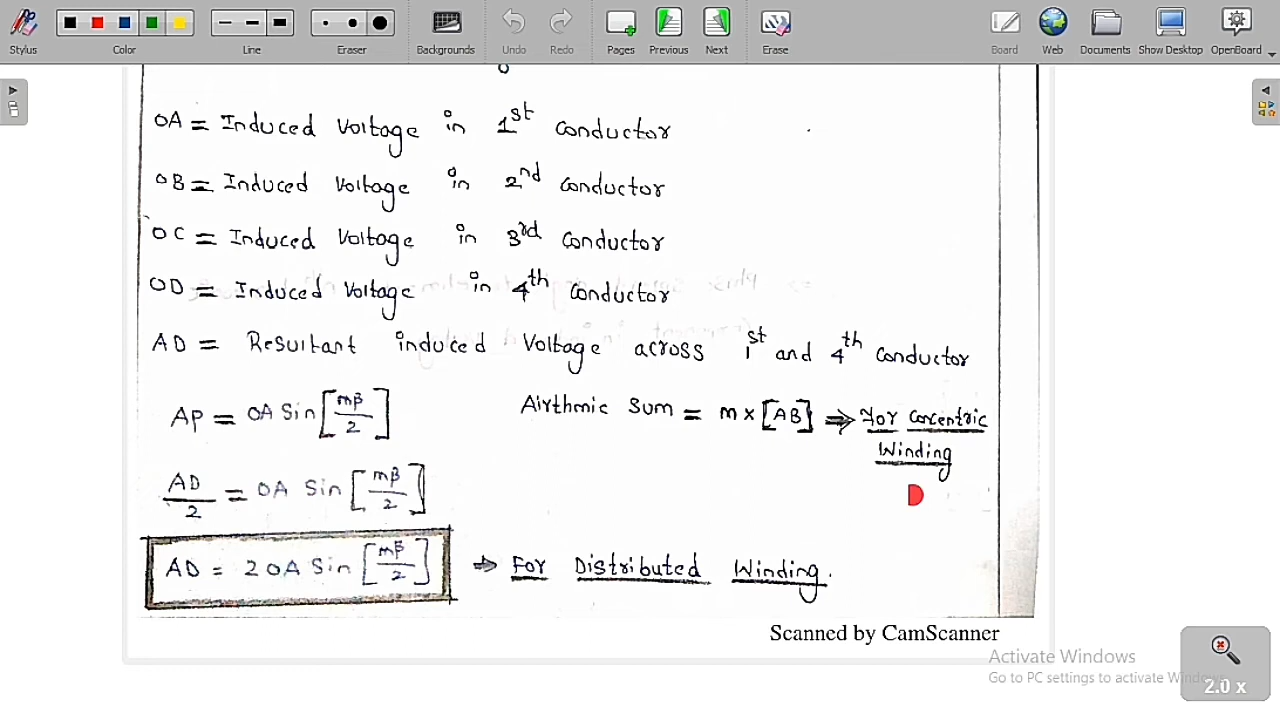 Stylus Color Line Eraser Backgrounds Undo Redo Pages Previous Next Erase Board Web Documents Show Desktop OpenBoard
OA = Induced Voltage in 1st Conductor
OB = Induced Voltage in 2nd Conductor
OC = Induced Voltage in 3rd Conductor
OD = Induced Voltage in 4th Conductor
AD = Resultant induced Voltage across 1st and 4th Conductor
AP = OA Sin [mβ/2] Airthmic Sum = m x [AB] ⇒ For Concentric
Winding
AD/2 = OA Sin [mβ/2]
AD = 2 OA Sin [mβ/2] ⇒ For Distributed Winding.
Scanned by CamScanner
Activate Windows
Go to PC settings to activate Windows.
2.0 x